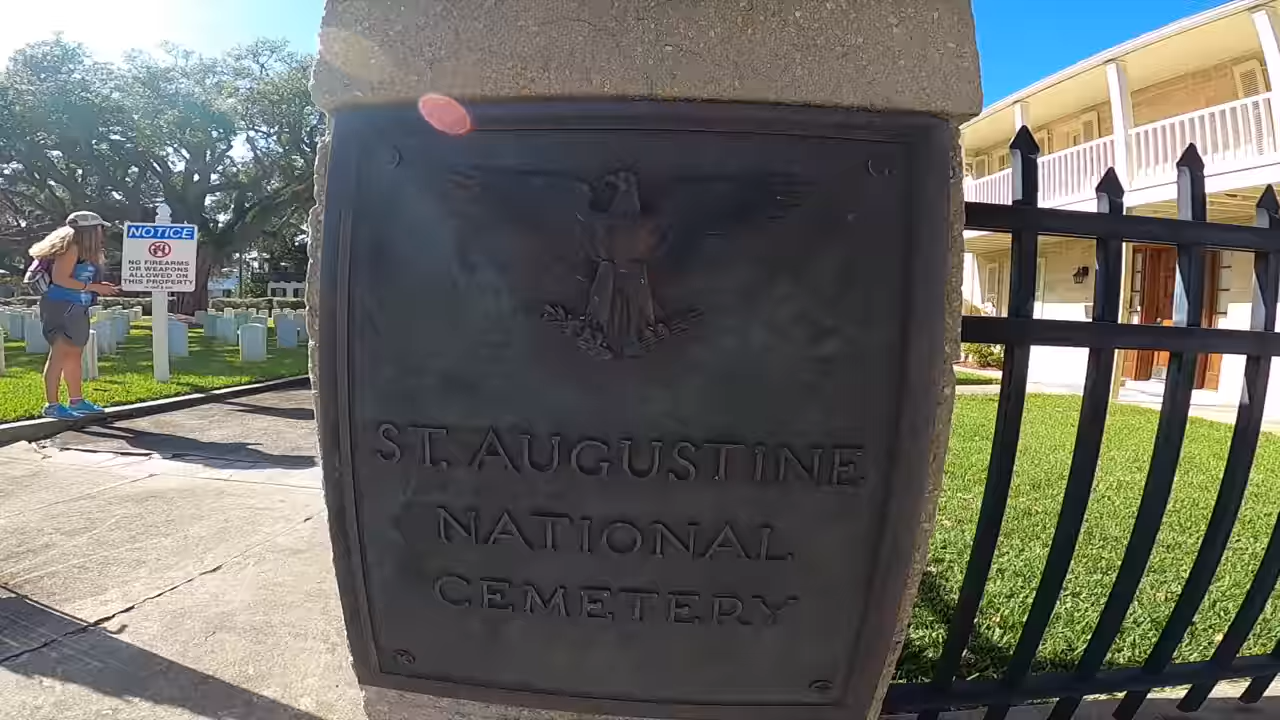 NOTICE
NO FIREARMS
OR WEAPONS
ALLOWED ON
THIS PROPERTY
ST. AUGUSTINE
NATIONAL
CEMETERY